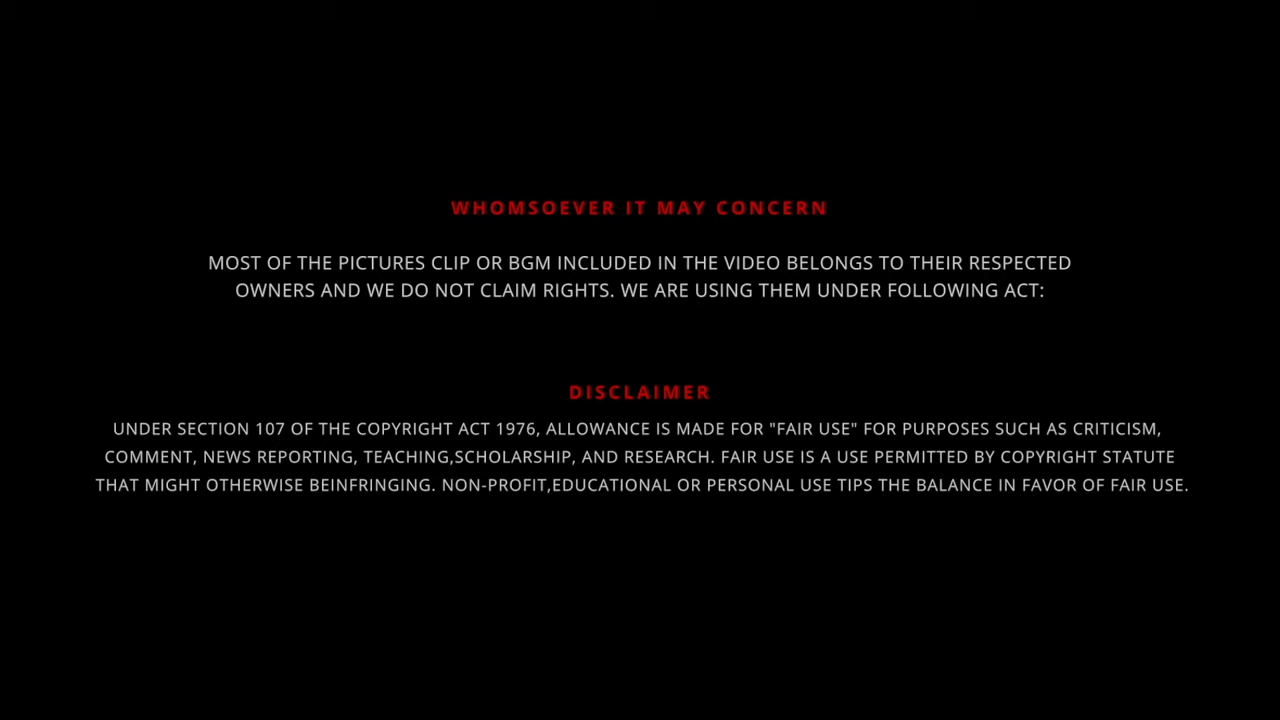 WHOMSOEVER IT MAY CONCERN
MOST OF THE PICTURES CLIP OR BGM INCLUDED IN THE VIDEO BELONGS TO THEIR RESPECTED
OWNERS AND WE DO NOT CLAIM RIGHTS. WE ARE USING THEM UNDER FOLLOWING ACT:
DISCLAIMER
UNDER SECTION 107 OF THE COPYRIGHT ACT 1976, ALLOWANCE IS MADE FOR "FAIR USE" FOR PURPOSES SUCH AS CRITICISM,
COMMENT, NEWS REPORTING, TEACHING,SCHOLARSHIP, AND RESEARCH. FAIR USE IS A USE PERMITTED BY COPYRIGHT STATUTE
THAT MIGHT OTHERWISE BEINFRINGING. NON-PROFIT,EDUCATIONAL OR PERSONAL USE TIPS THE BALANCE IN FAVOR OF FAIR USE.